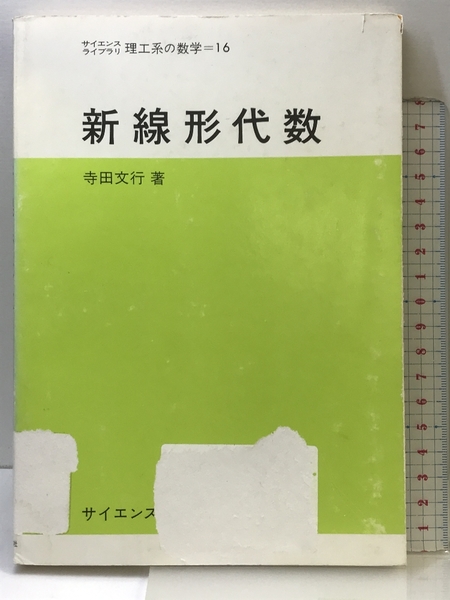 サイエンス
ライブラリ 理工系の数学=16
新線形代数
寺田文行 著
サイエンス